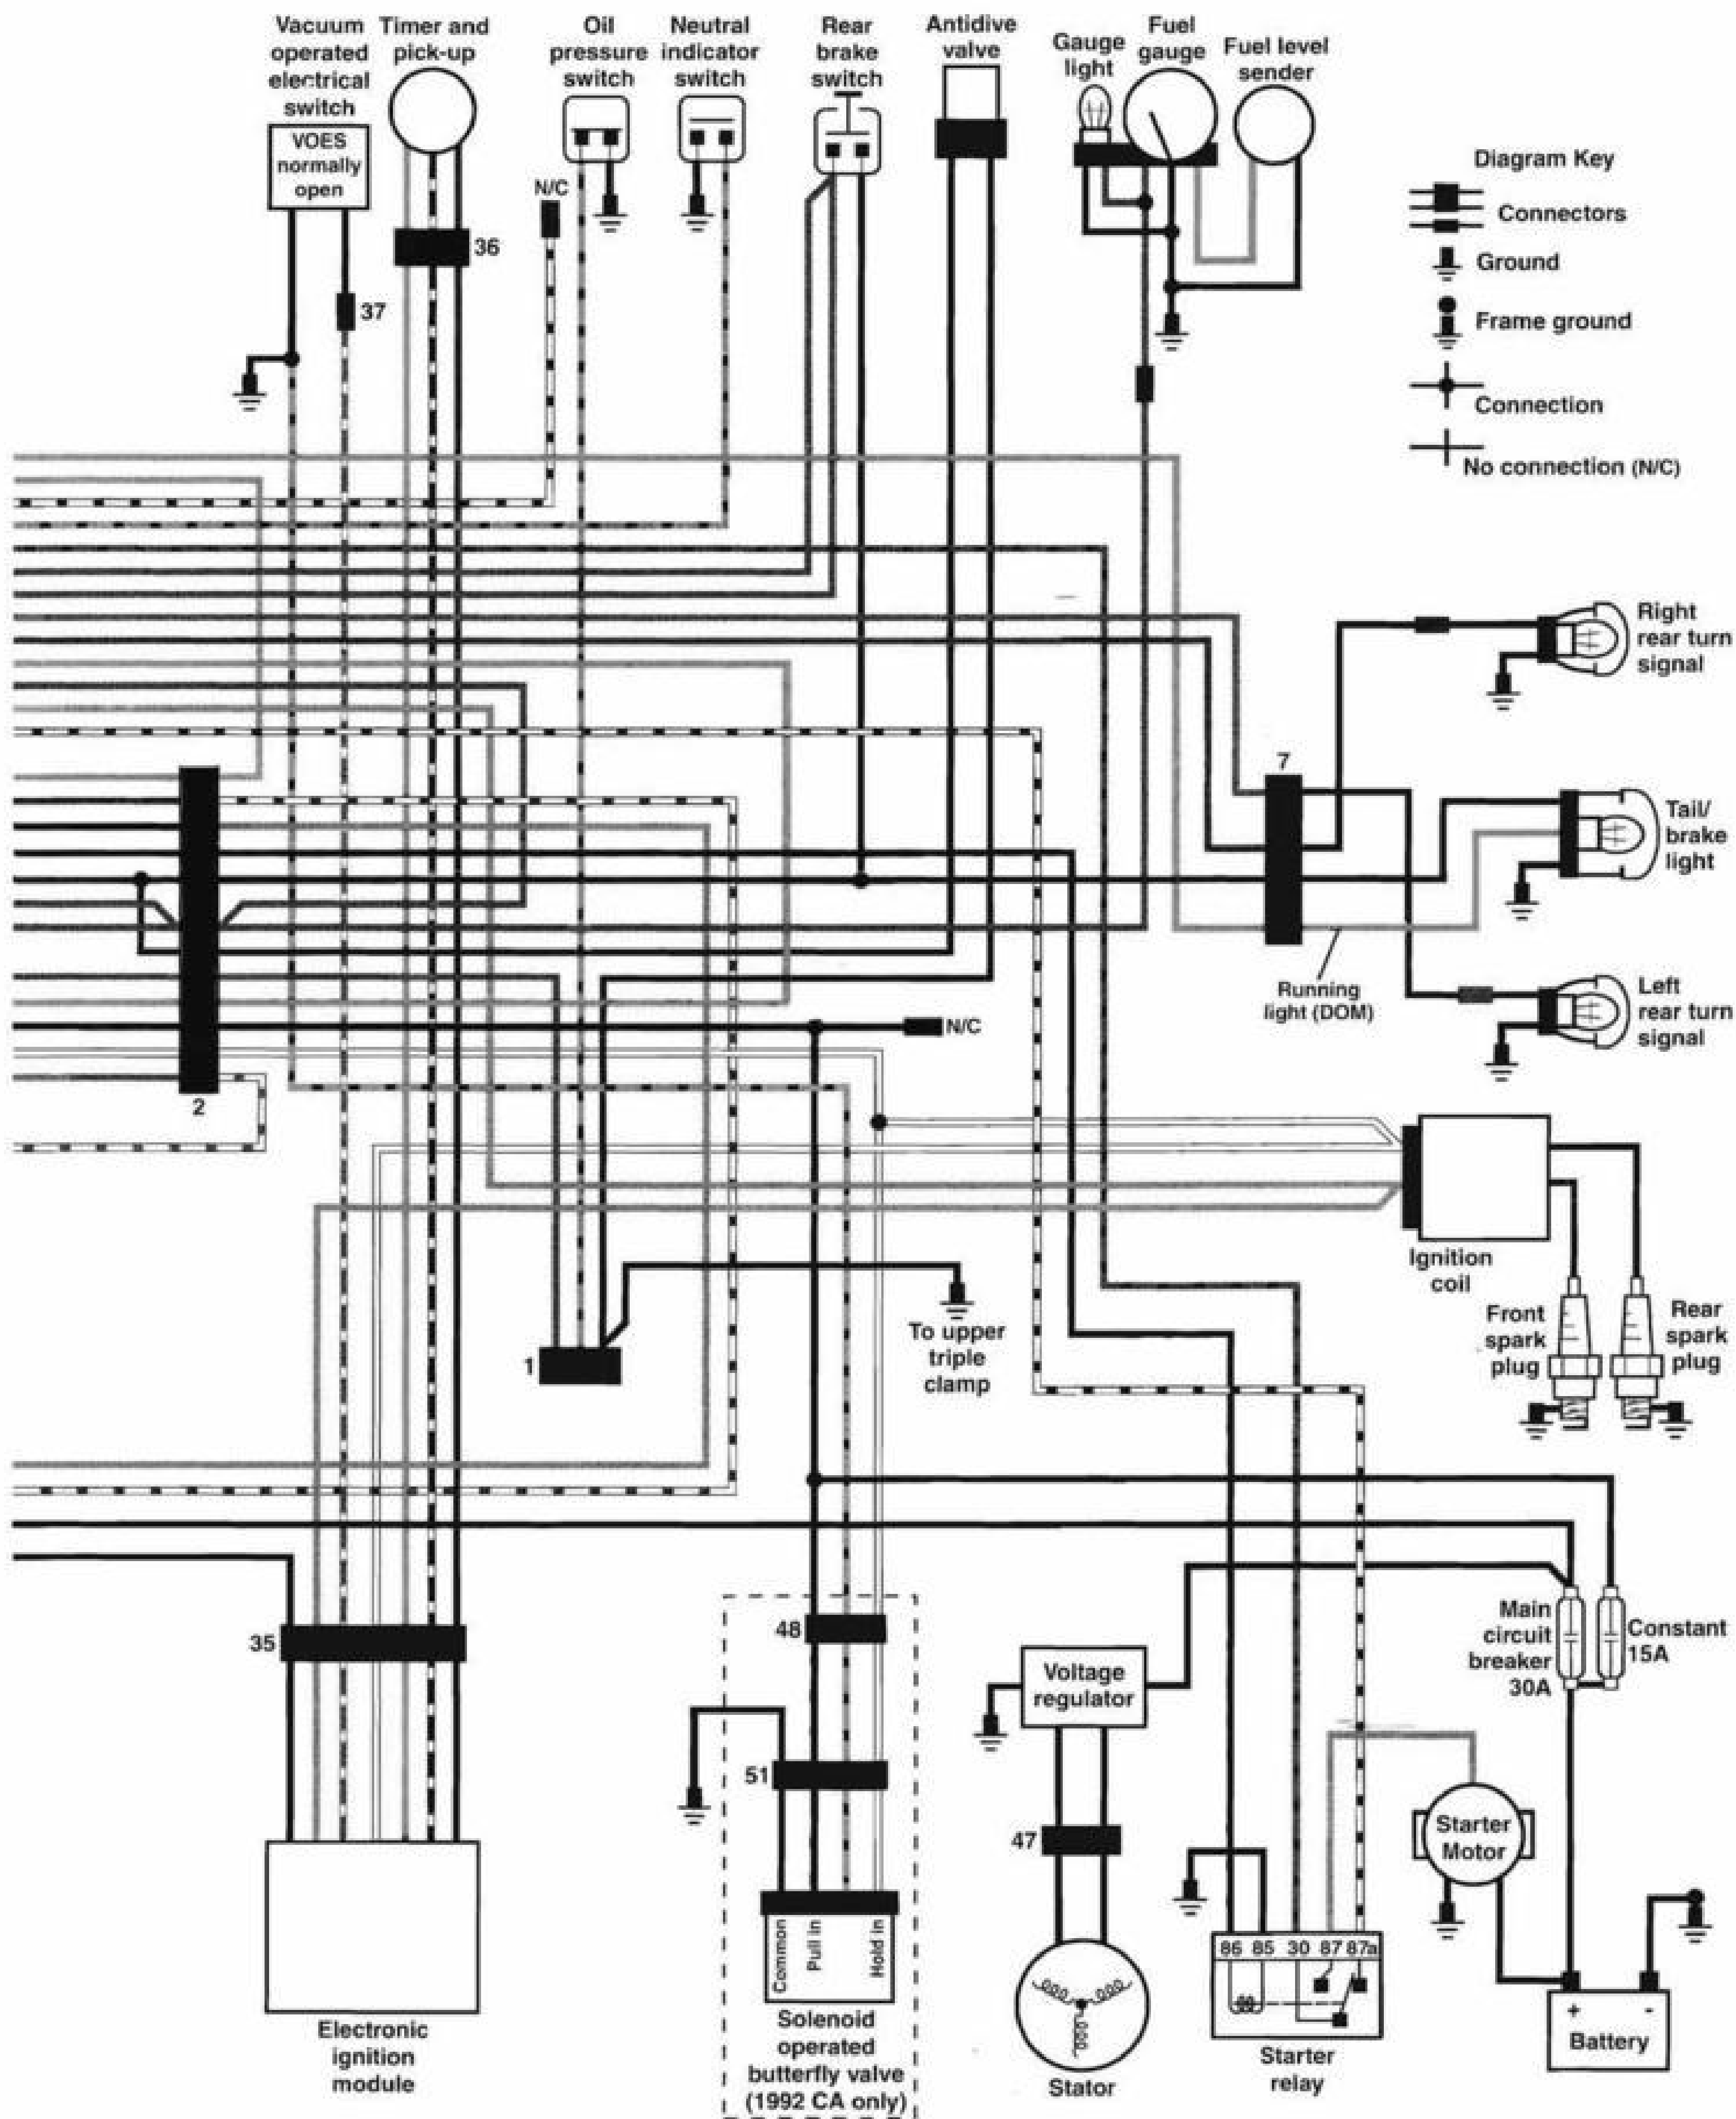 Vacuum
operated
electrical
switch
VOES
normally
open
Timer and
pick-up
Oil
pressure
switch
Neutral
indicator
switch
Rear
brake
switch
Antidive
valve
Gauge
light
Fuel
gauge
Fuel level
sender
N/C
36
37
Diagram Key
Connectors
Ground
Frame ground
Connection
No connection (N/C)
Right
rear turn
signal
7
Tail/
brake
light
Running
light (DOM)
Left
rear turn
signal
N/C
2
Ignition
coil
Front
spark
plug
Rear
spark
plug
To upper
triple
clamp
1
35
48
51
Main
circuit
breaker
30A
Constant
15A
Voltage
regulator
47
Starter
Motor
86 85 30 87 87a
Common
Pull in
Hold in
Electronic
ignition
module
Solenoid
operated
butterfly valve
(1992 CA only)
Stator
Starter
relay
+ -
Battery